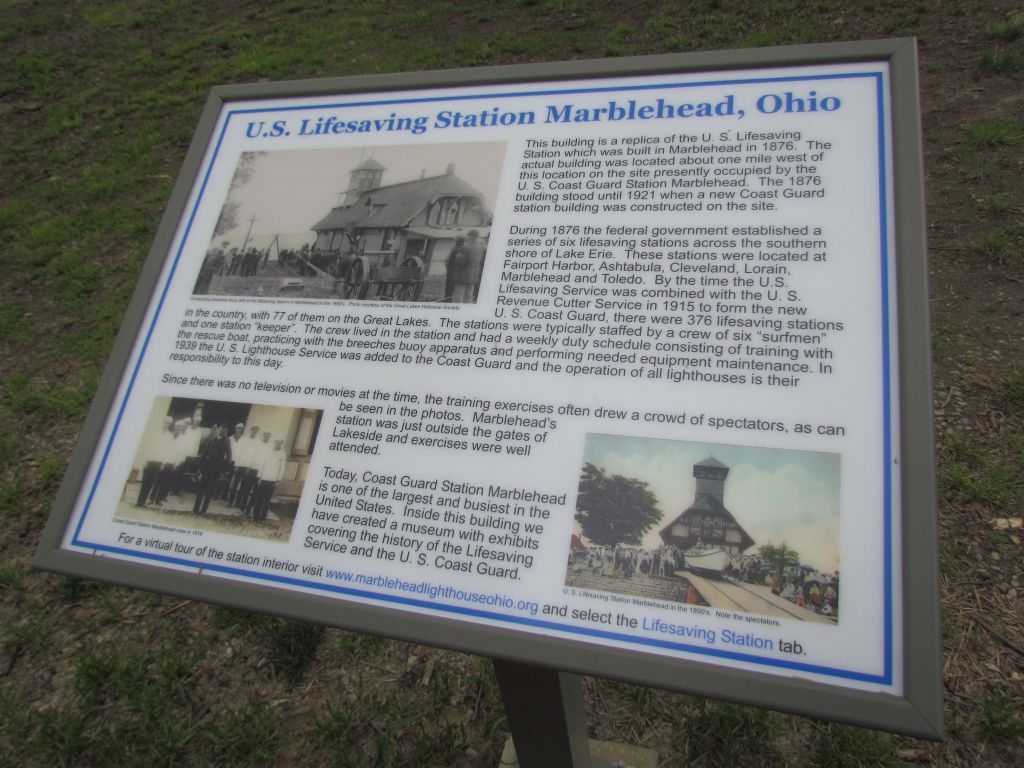 U.S. Lifesaving Station Marblehead, Ohio
This building is a replica of the U. S. Lifesaving
Station which was built in Marblehead in 1876. The
actual building was located about one mile west of
this location on the site presently occupied by the
U. S. Coast Guard Station Marblehead. The 1876
building stood until 1921 when a new Coast Guard
station building was constructed on the site.
During 1876 the federal government established a
series of six lifesaving stations across the southern
shore of Lake Erie. These stations were located at
Fairport Harbor, Ashtabula, Cleveland, Lorain,
Marblehead and Toledo. By the time the U.S.
Lifesaving Service was combined with the U. S.
Revenue Cutter Service in 1915 to form the new
U. S. Coast Guard, there were 376 lifesaving stations
in the country, with 77 of them on the Great Lakes. The stations were typically staffed by a crew of six "surfmen"
and one station "keeper". The crew lived in the station and had a weekly duty schedule consisting of training with
the rescue boat, practicing with the breeches buoy apparatus and performing needed equipment maintenance. In
1939 the U. S. Lighthouse Service was added to the Coast Guard and the operation of all lighthouses is their
responsibility to this day.
Since there was no television or movies at the time, the training exercises often drew a crowd of spectators, as can
be seen in the photos. Marblehead's
station was just outside the gates of
Lakeside and exercises were well
attended.
Today, Coast Guard Station Marblehead
is one of the largest and busiest in the
United States. Inside this building we
have created a museum with exhibits
covering the history of the Lifesaving
Service and the U. S. Coast Guard.
Coast Guard Station Marblehead crew in
U. S. Lifesaving Station Marblehead in the 1890's. Note the spectators.
For a virtual tour of the station interior visit www.marbleheadlighthouseohio.org and select the Lifesaving Station tab.